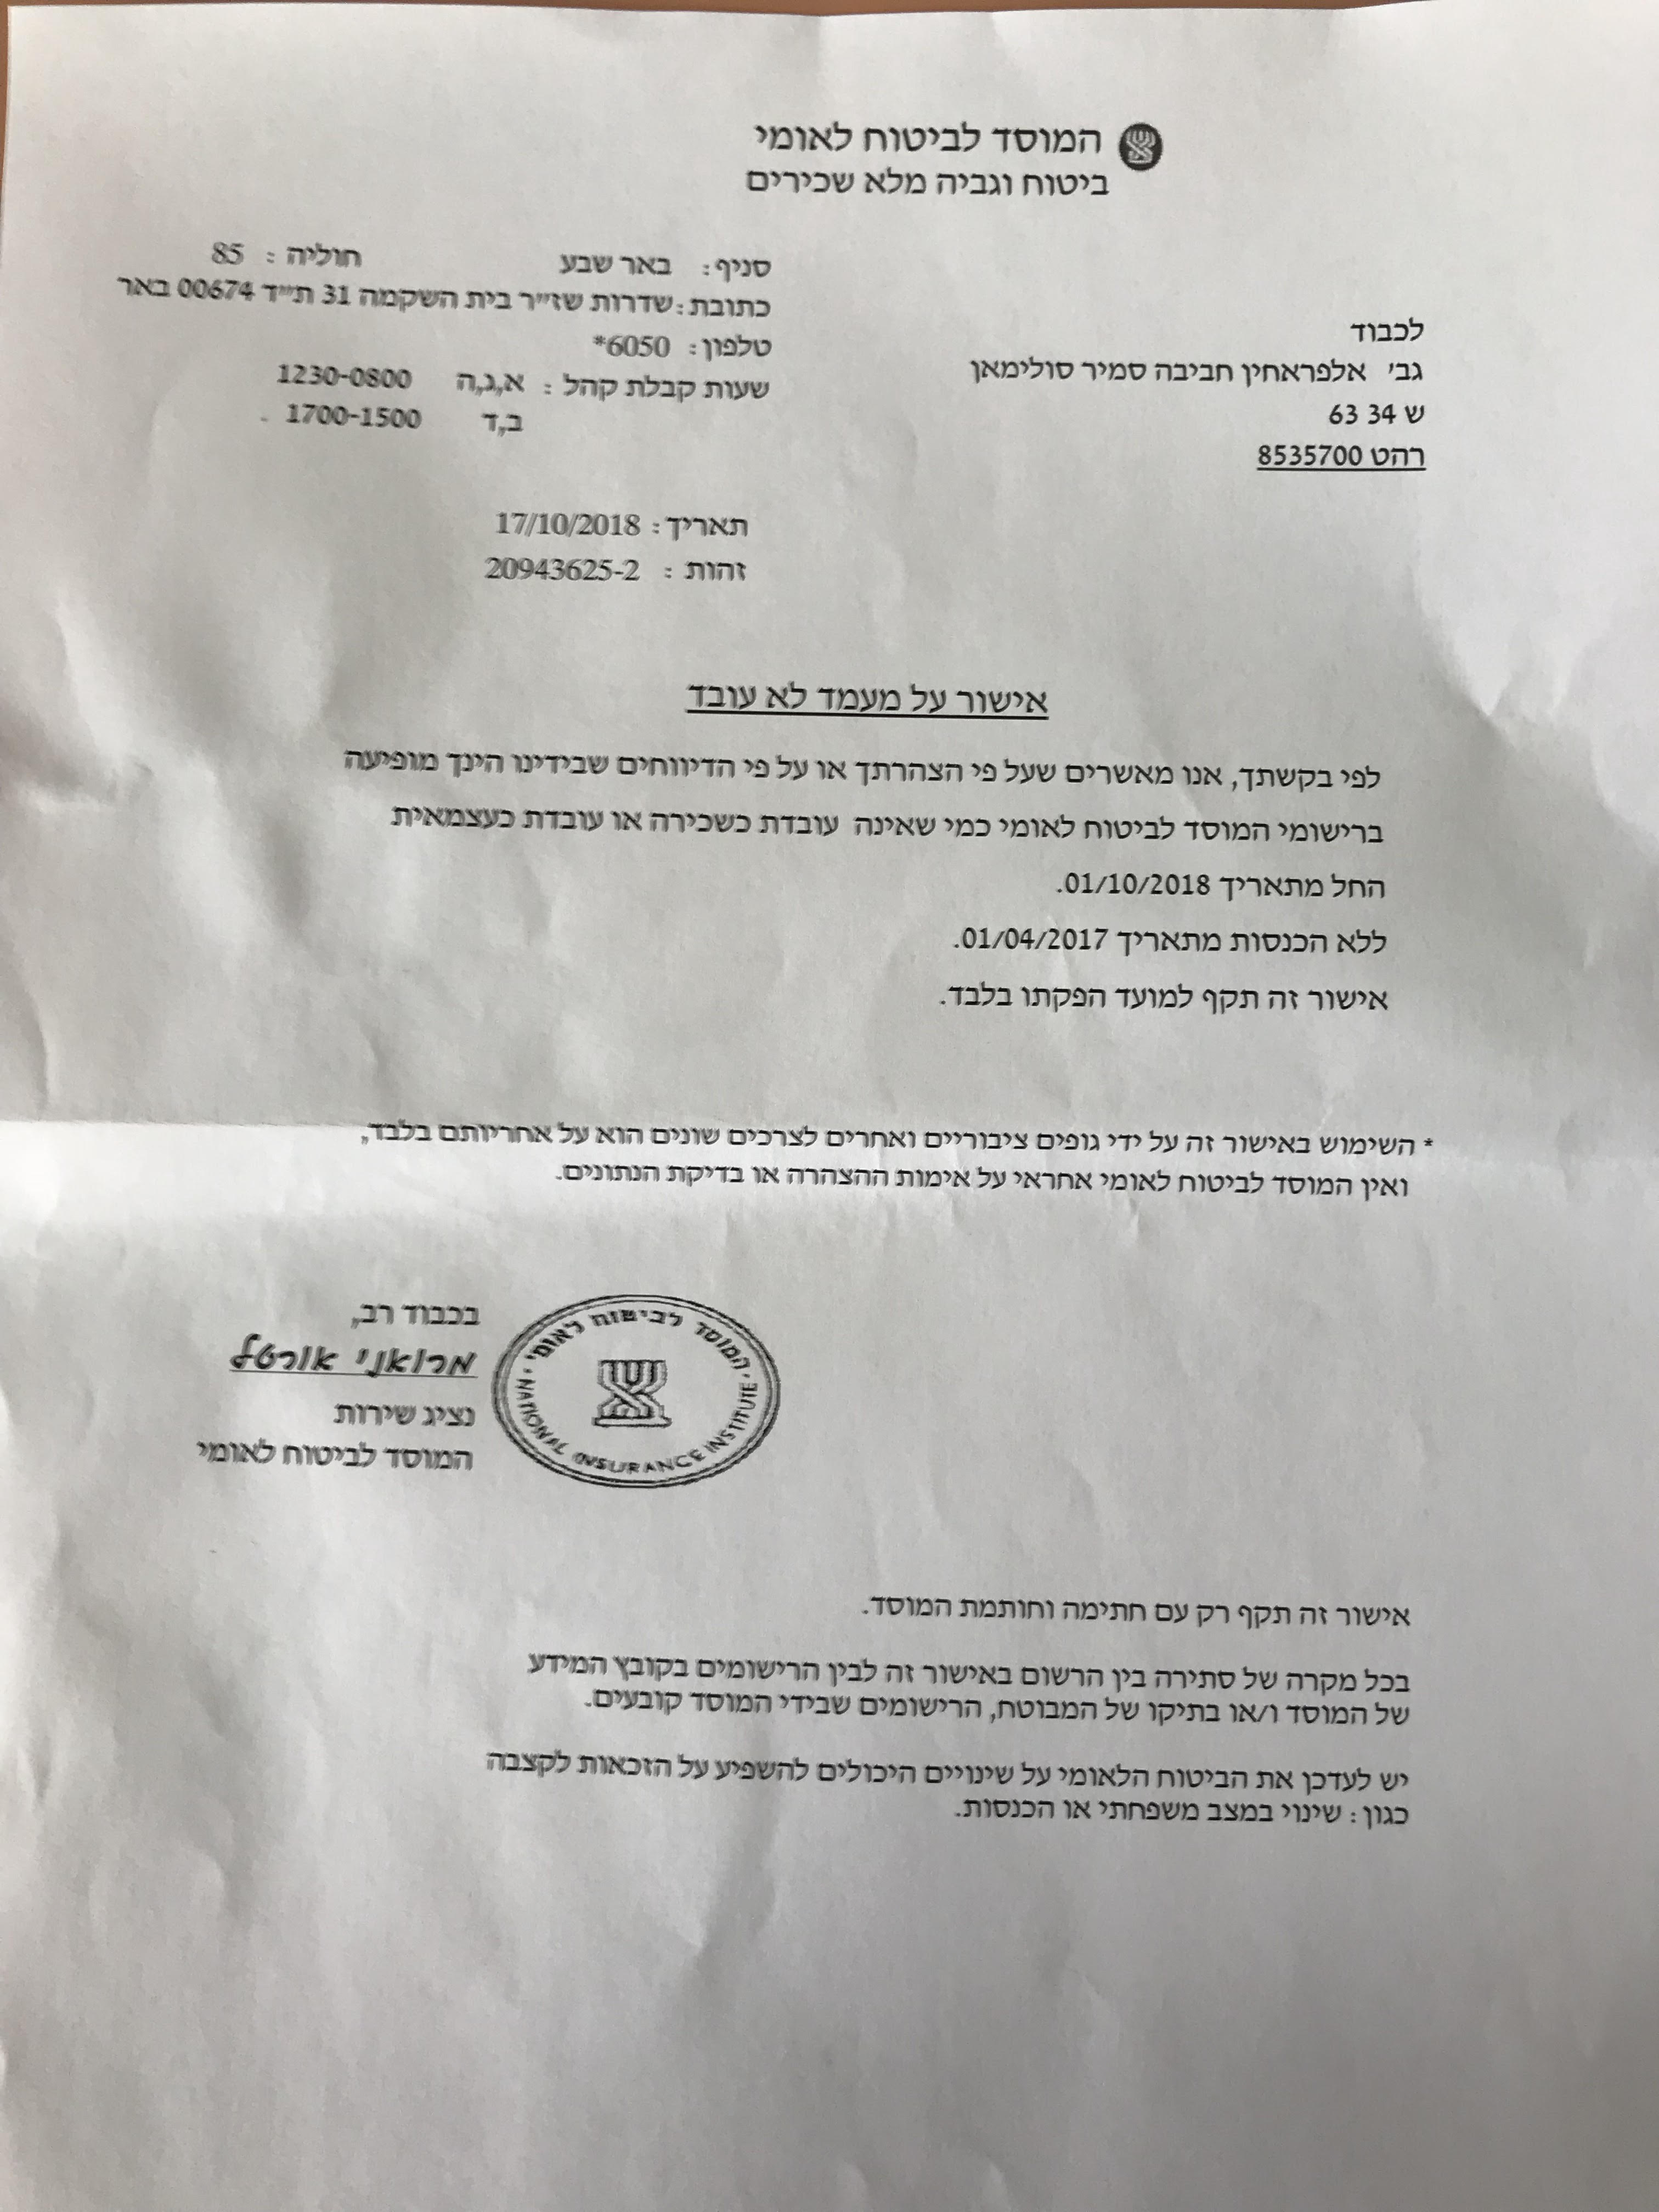 המוסד לביטוח לאומי
ביטוח וגביה מלא שכירים
סניף: באר שבע חוליה: 85
כתובת: שדרות שז"ר בית השקמה 31 ת"ד 00674 באר
טלפון: 6050*
שעות קבלת קהל: א,ג,ה 1230-0800
ב,ד 1700-1500
לכבוד
גב' אלפראחין חביבה סמיר סולימאן
ש 34 63
רהט 8535700
תאריך: 17/10/2018
זהות: 20943625-2
אישור על מעמד לא עובד
לפי בקשתך, אנו מאשרים שעל פי הצהרתך או על פי הדיווחים שבידינו הינך מופיעה
ברישומי המוסד לביטוח לאומי כמי שאינה עובדת כשכירה או עובדת כעצמאית
החל מתאריך 01/10/2018.
ללא הכנסות מתאריך 01/04/2017.
אישור זה תקף למועד הפקתו בלבד.
* השימוש באישור זה על ידי גופים ציבוריים ואחרים לצרכים שונים הוא על אחריותם בלבד,
ואין המוסד לביטוח לאומי אחראי על אימות ההצהרה או בדיקת הנתונים.
בכבוד רב,
מרואני אורטל
נציג שירות
המוסד לביטוח לאומי
המוסד לביטוח לאומי
NATIONAL INSURANCE INSTITUTE
אישור זה תקף רק עם חתימה וחותמת המוסד.
בכל מקרה של סתירה בין הרשום באישור זה לבין הרישומים בקובץ המידע
של המוסד ו/או בתיקו של המבוטח, הרישומים שבידי המוסד קובעים.
יש לעדכן את הביטוח הלאומי על שינויים היכולים להשפיע על הזכאות לקצבה
כגון: שינוי במצב משפחתי או הכנסות.